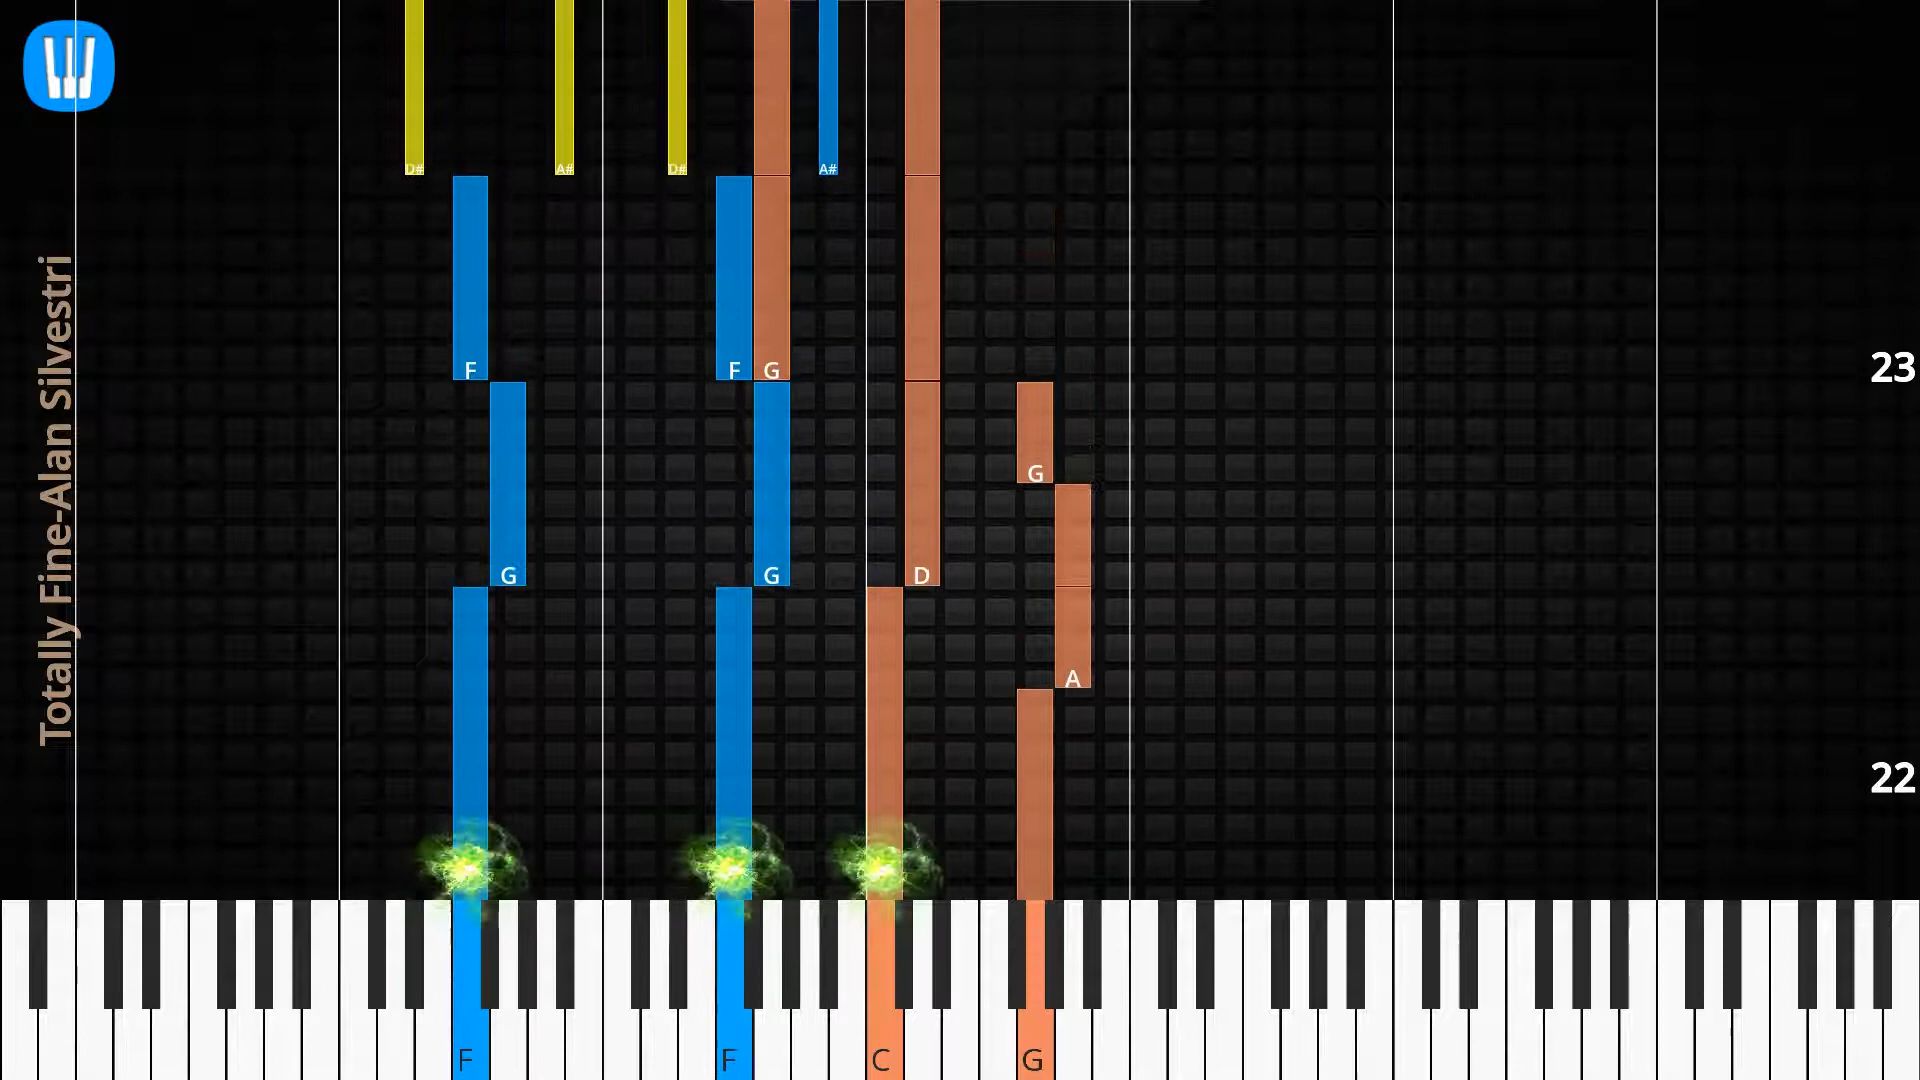 Totally Fine-Alan Silvestri
D#
A#
D#
A#
F
F
G
23
G
G
G
D
A
22
F
F
C
G